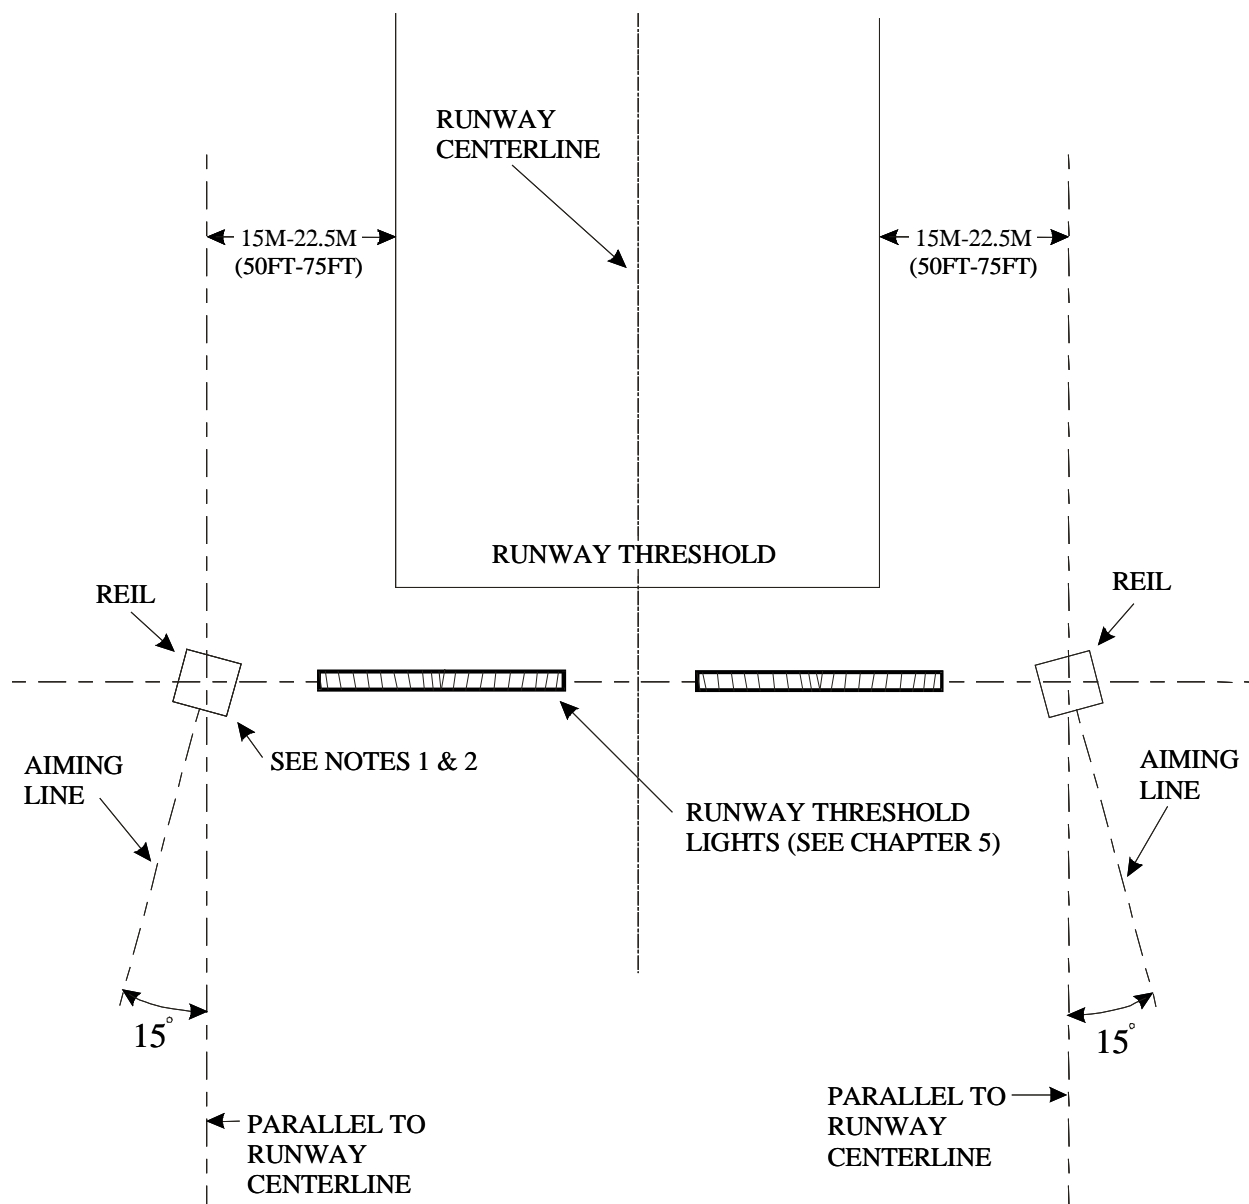 RUNWAY
CENTERLINE
15M-22.5M
(50FT-75FT)
15M-22.5M
(50FT-75FT)
RUNWAY THRESHOLD
REIL
REIL
SEE NOTES 1 & 2
AIMING
LINE
AIMING
LINE
RUNWAY THRESHOLD
LIGHTS (SEE CHAPTER 5)
15°
15°
PARALLEL TO
RUNWAY
CENTERLINE
PARALLEL TO
RUNWAY
CENTERLINE